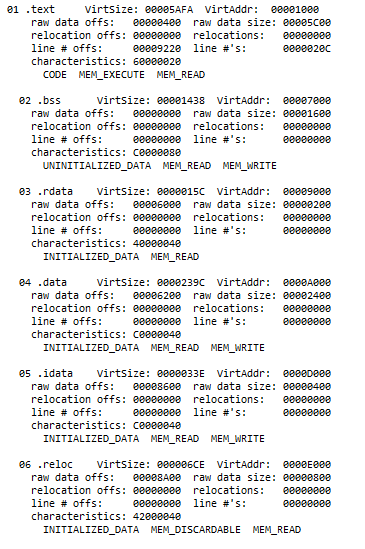 01 .text VirtSize: 00005AFA VirtAddr: 00001000
raw data offs: 00000400 raw data size: 00005C00
relocation offs: 00000000 relocations: 00000000
line # offs: 00009220 line #'s: 0000020C
characteristics: 60000020
CODE MEM_EXECUTE MEM_READ
02 .bss VirtSize: 00001438 VirtAddr: 00007000
raw data offs: 00000000 raw data size: 00001600
relocation offs: 00000000 relocations: 00000000
line # offs: 00000000 line #'s: 00000000
characteristics: C0000080
UNINITIALIZED_DATA MEM_READ MEM_WRITE
03 .rdata VirtSize: 0000015C VirtAddr: 00009000
raw data offs: 00006000 raw data size: 00000200
relocation offs: 00000000 relocations: 00000000
line # offs: 00000000 line #'s: 00000000
characteristics: 40000040
INITIALIZED_DATA MEM_READ
04 .data VirtSize: 0000239C VirtAddr: 0000A000
raw data offs: 00006200 raw data size: 00002400
relocation offs: 00000000 relocations: 00000000
line # offs: 00000000 line #'s: 00000000
characteristics: C0000040
INITIALIZED_DATA MEM_READ MEM_WRITE
05 .idata VirtSize: 0000033E VirtAddr: 0000D000
raw data offs: 00008600 raw data size: 00000400
relocation offs: 00000000 relocations: 00000000
line # offs: 00000000 line #'s: 00000000
characteristics: C0000040
INITIALIZED_DATA MEM_READ MEM_WRITE
06 .reloc VirtSize: 000006CE VirtAddr: 0000E000
raw data offs: 00008A00 raw data size: 00000800
relocation offs: 00000000 relocations: 00000000
line # offs: 00000000 line #'s: 00000000
characteristics: 42000040
INITIALIZED_DATA MEM_DISCARDABLE MEM_READ